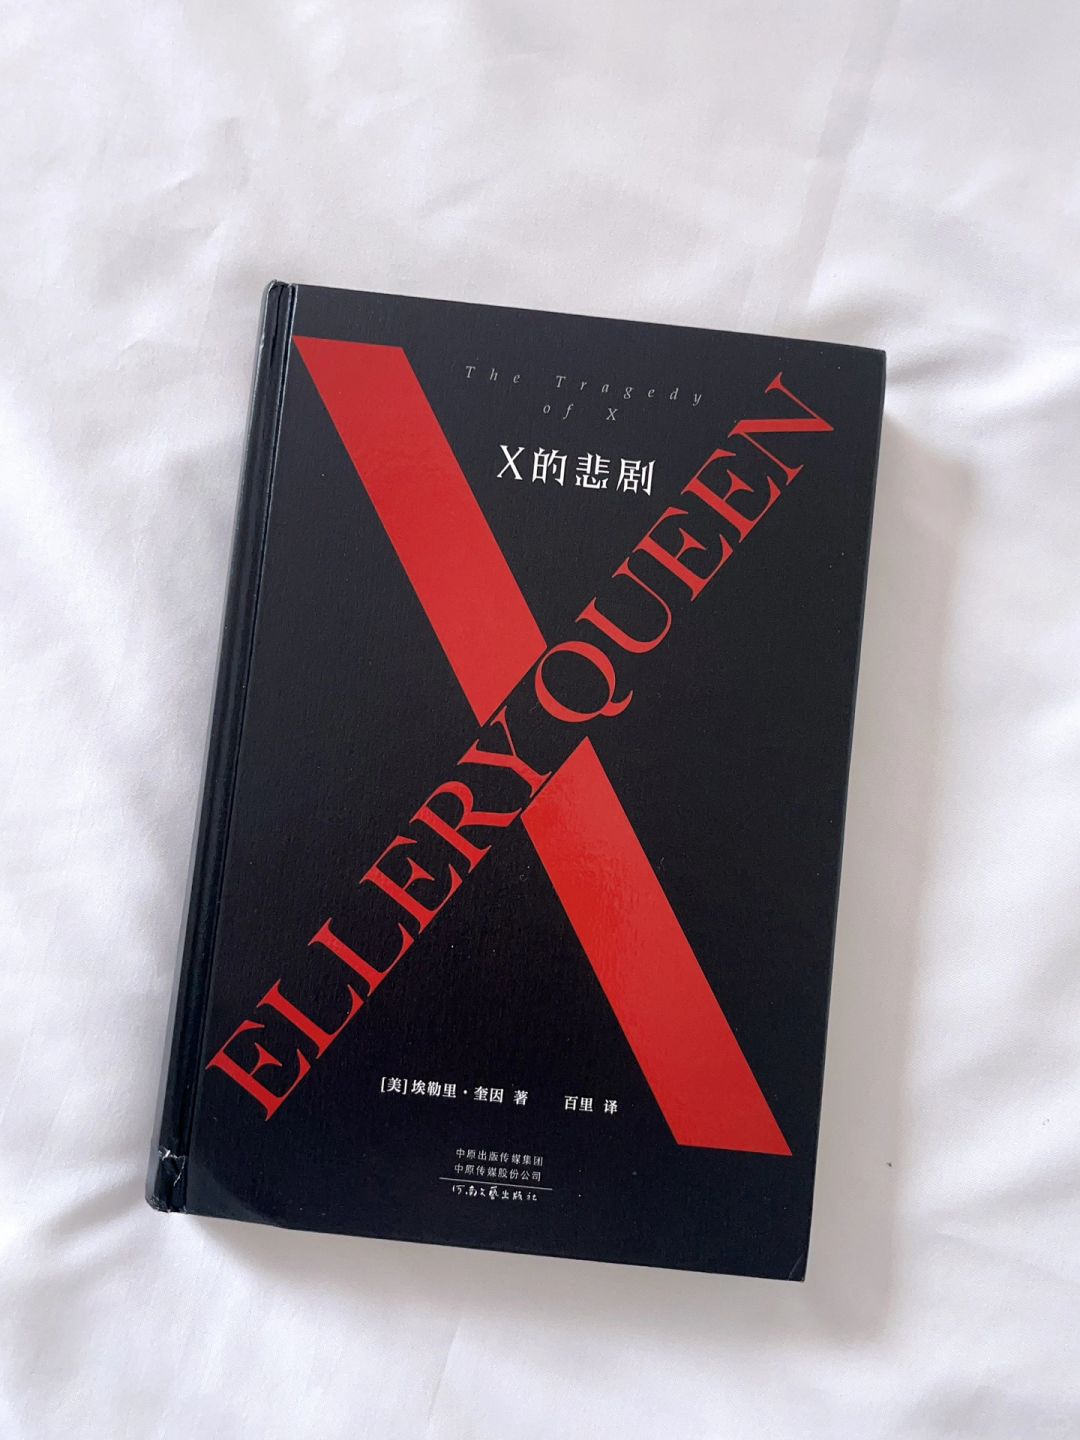 The Tragedy
of X
X的悲剧
ELLERY QUEEN
[美]埃勒里·奎因 著 百里 译
中原出版传媒集团
中原传媒股份公司
河南文艺出版社